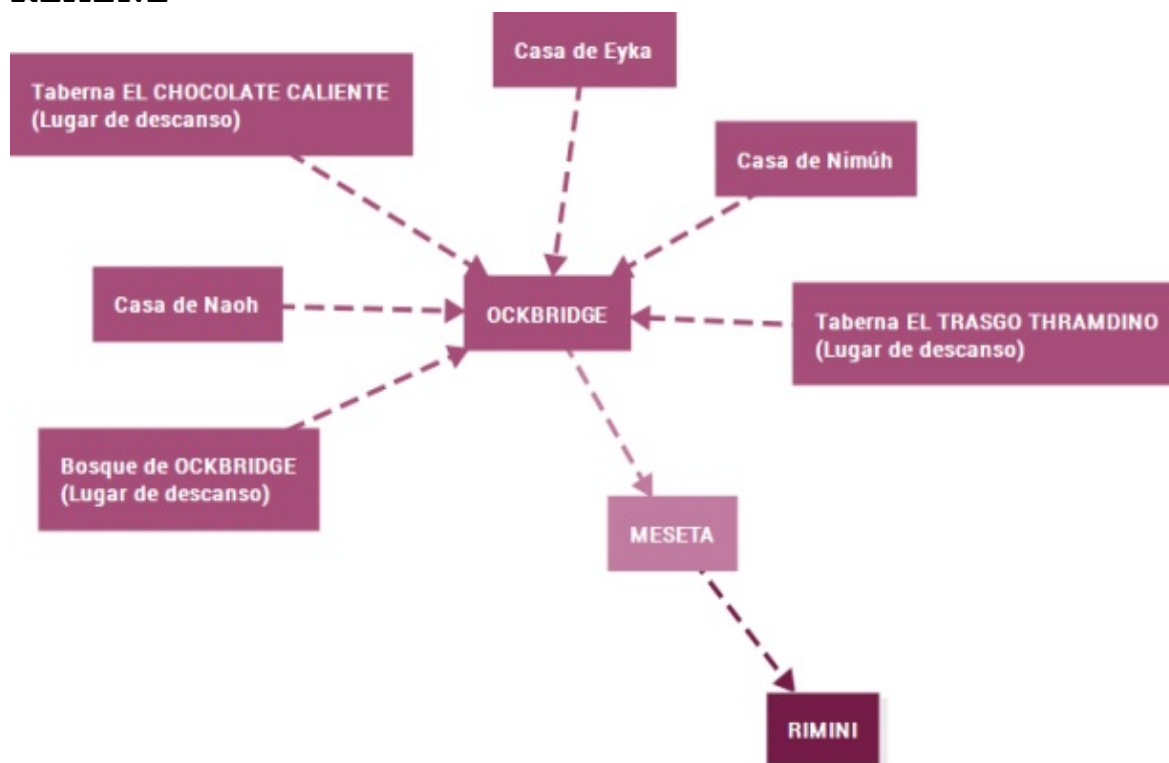 Casa de Eyka
Taberna EL CHOCOLATE CALIENTE
(Lugar de descanso)
Casa de Nimúh
Casa de Naoh
OCKBRIDGE
Taberna EL TRASGO THRAMDINO
(Lugar de descanso)
Bosque de OCKBRIDGE
(Lugar de descanso)
MESETA
RIMINI